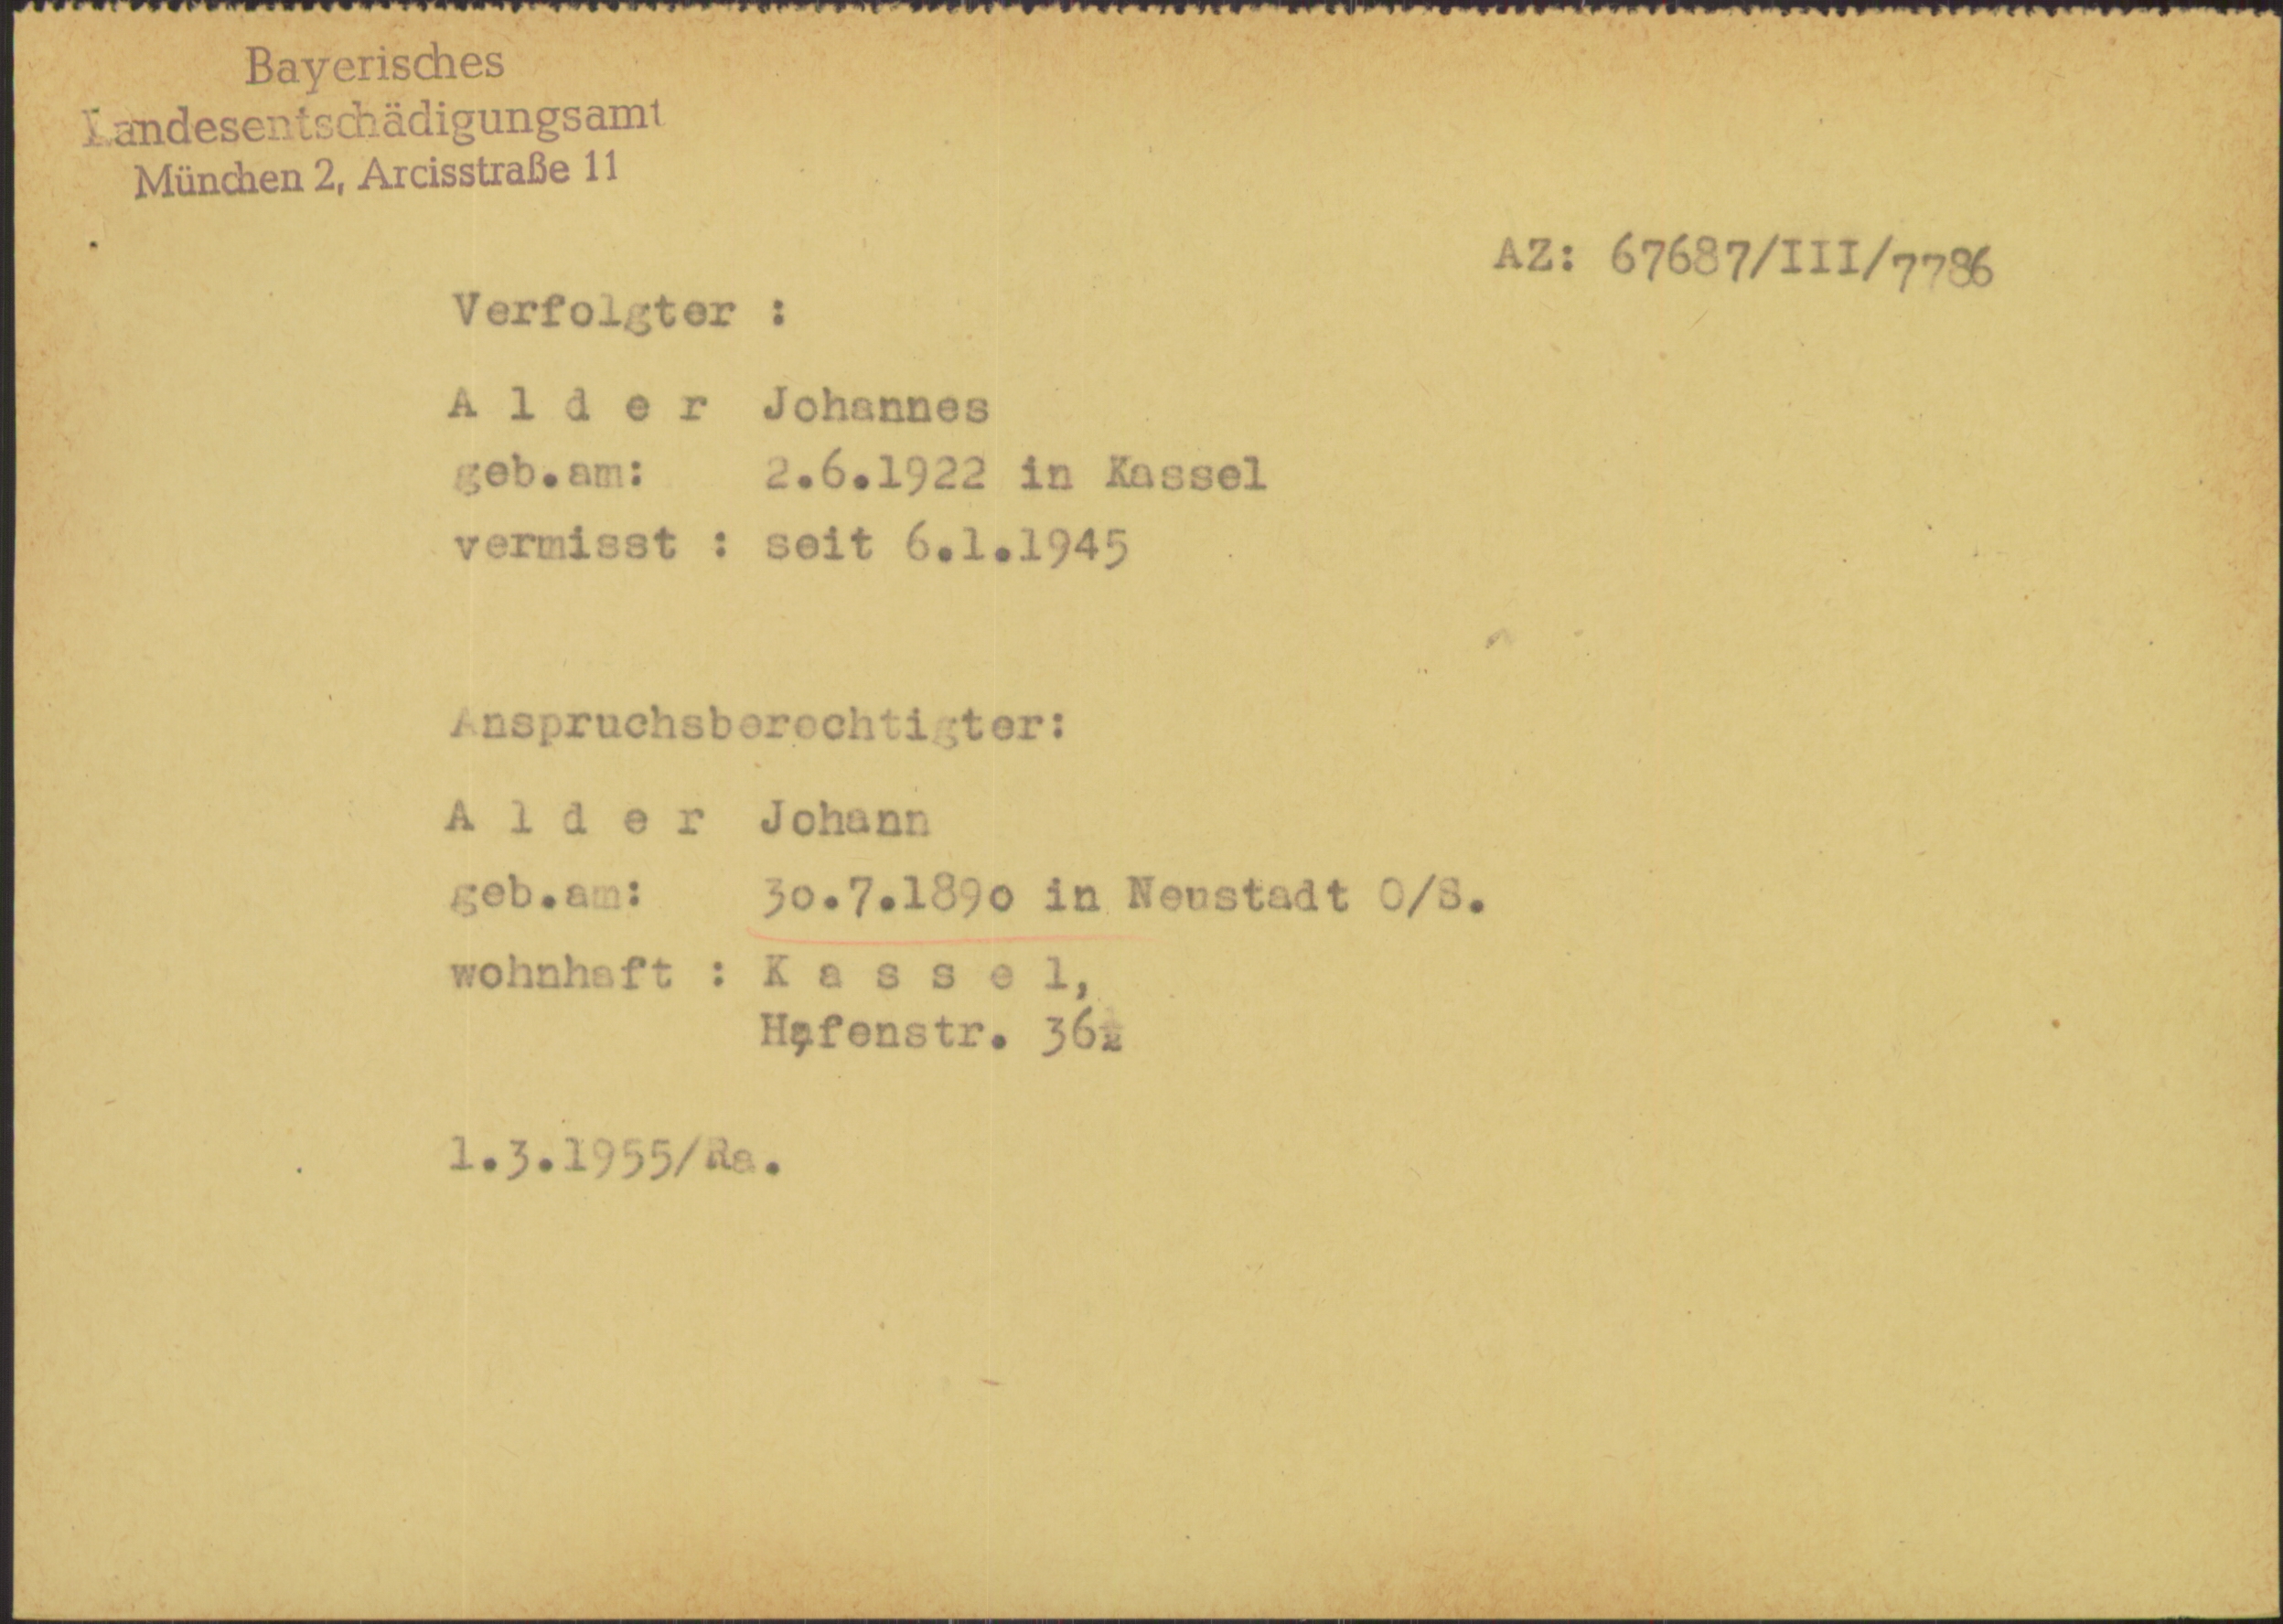 Bayerisches
Landesentschädigungsamt
München 2, Arcisstraße 11
AZ: 67687/III/7786
Verfolgter :
A l d e r Johannes
geb.am: 2.6.1922 in Kassel
vermisst : seit 6.1.1945
Anspruchsberechtigter:
A l d e r Johann
geb.am: 30.7.1890 in Neustadt O/S.
wohnhaft : K a s s e l,
Hafenstr. 36½
1.3.1955/Ra.